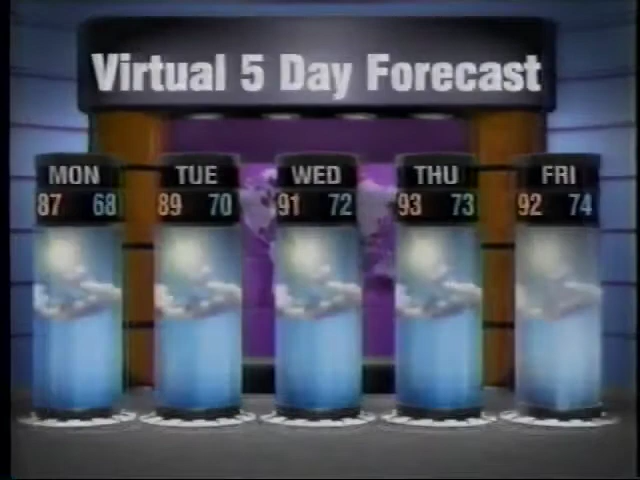 Virtual 5 Day Forecast
MON TUE WED THU FRI
87 68 89 70 91 72 93 73 92 74